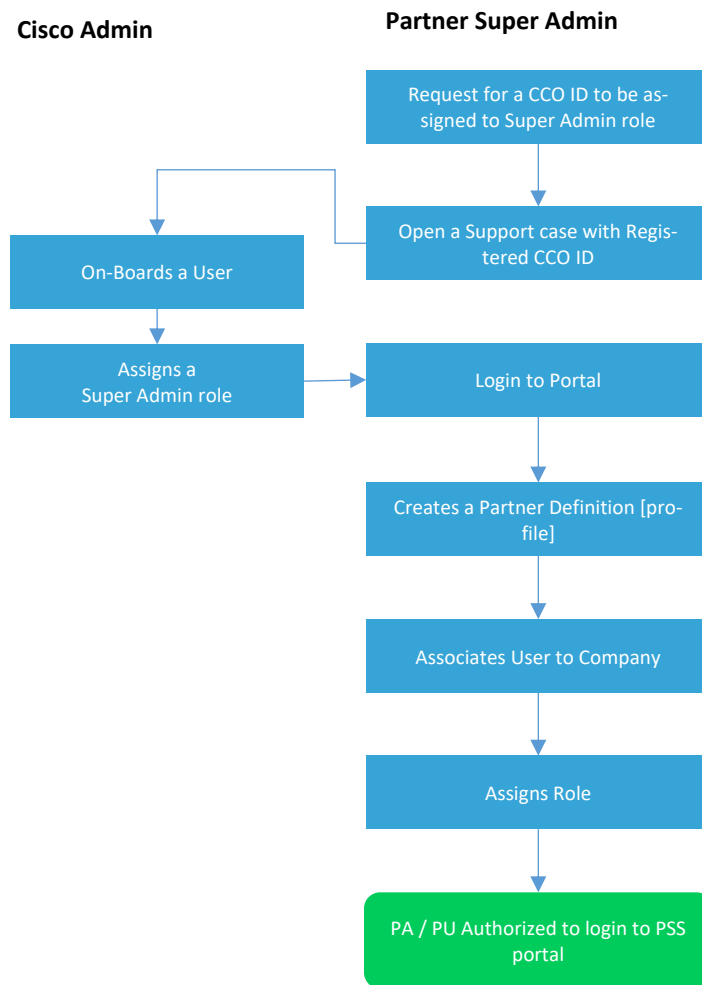 Cisco Admin
Partner Super Admin
Request for a CCO ID to be as-
signed to Super Admin role
Open a Support case with Regis-
tered CCO ID
On-Boards a User
Assigns a
Super Admin role
Login to Portal
Creates a Partner Definition [pro-
file]
Associates User to Company
Assigns Role
PA / PU Authorized to login to PSS
portal